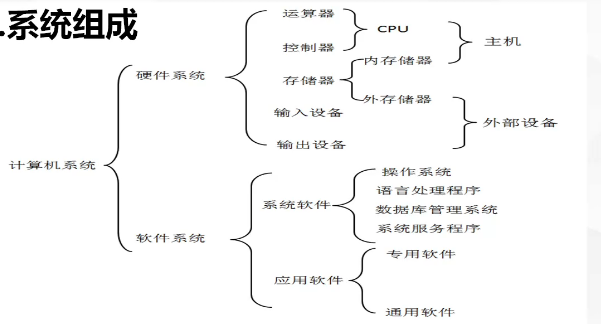 .系统组成
运算器
CPU
控制器
主机
内存储器
硬件系统
存储器
外存储器
输入设备
外部设备
输出设备
计算机系统
操作系统
语言处理程序
系统软件
数据库管理系统
系统服务程序
软件系统
专用软件
应用软件
通用软件